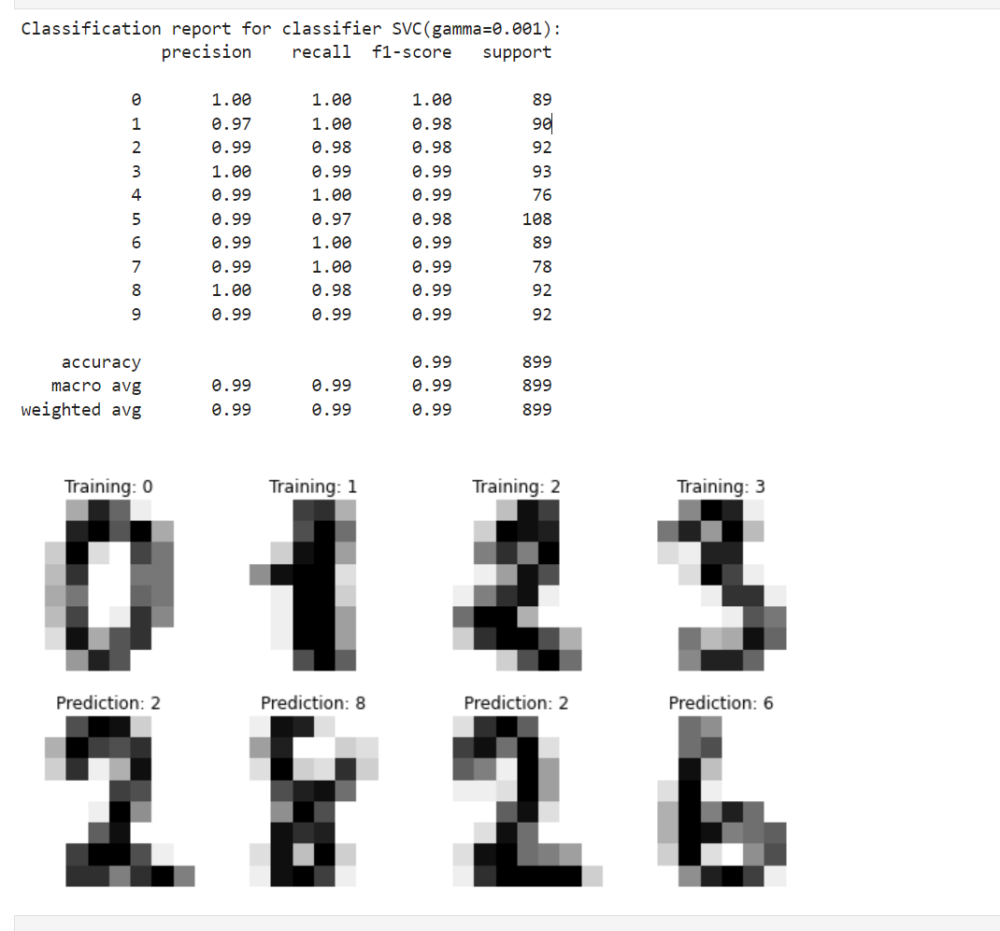 Classification report for classifier SVC(gamma=0.001):
precision recall f1-score support
0 1.00 1.00 1.00 89
1 0.97 1.00 0.98 90
2 0.99 0.98 0.98 92
3 1.00 0.99 0.99 93
4 0.99 1.00 0.99 76
5 0.99 0.97 0.98 108
6 0.99 1.00 0.99 89
7 0.99 1.00 0.99 78
8 1.00 0.98 0.99 92
9 0.99 0.99 0.99 92
accuracy 0.99 899
macro avg 0.99 0.99 0.99 899
weighted avg 0.99 0.99 0.99 899
Training: 0 Training: 1 Training: 2 Training: 3
Prediction: 2 Prediction: 8 Prediction: 2 Prediction: 6